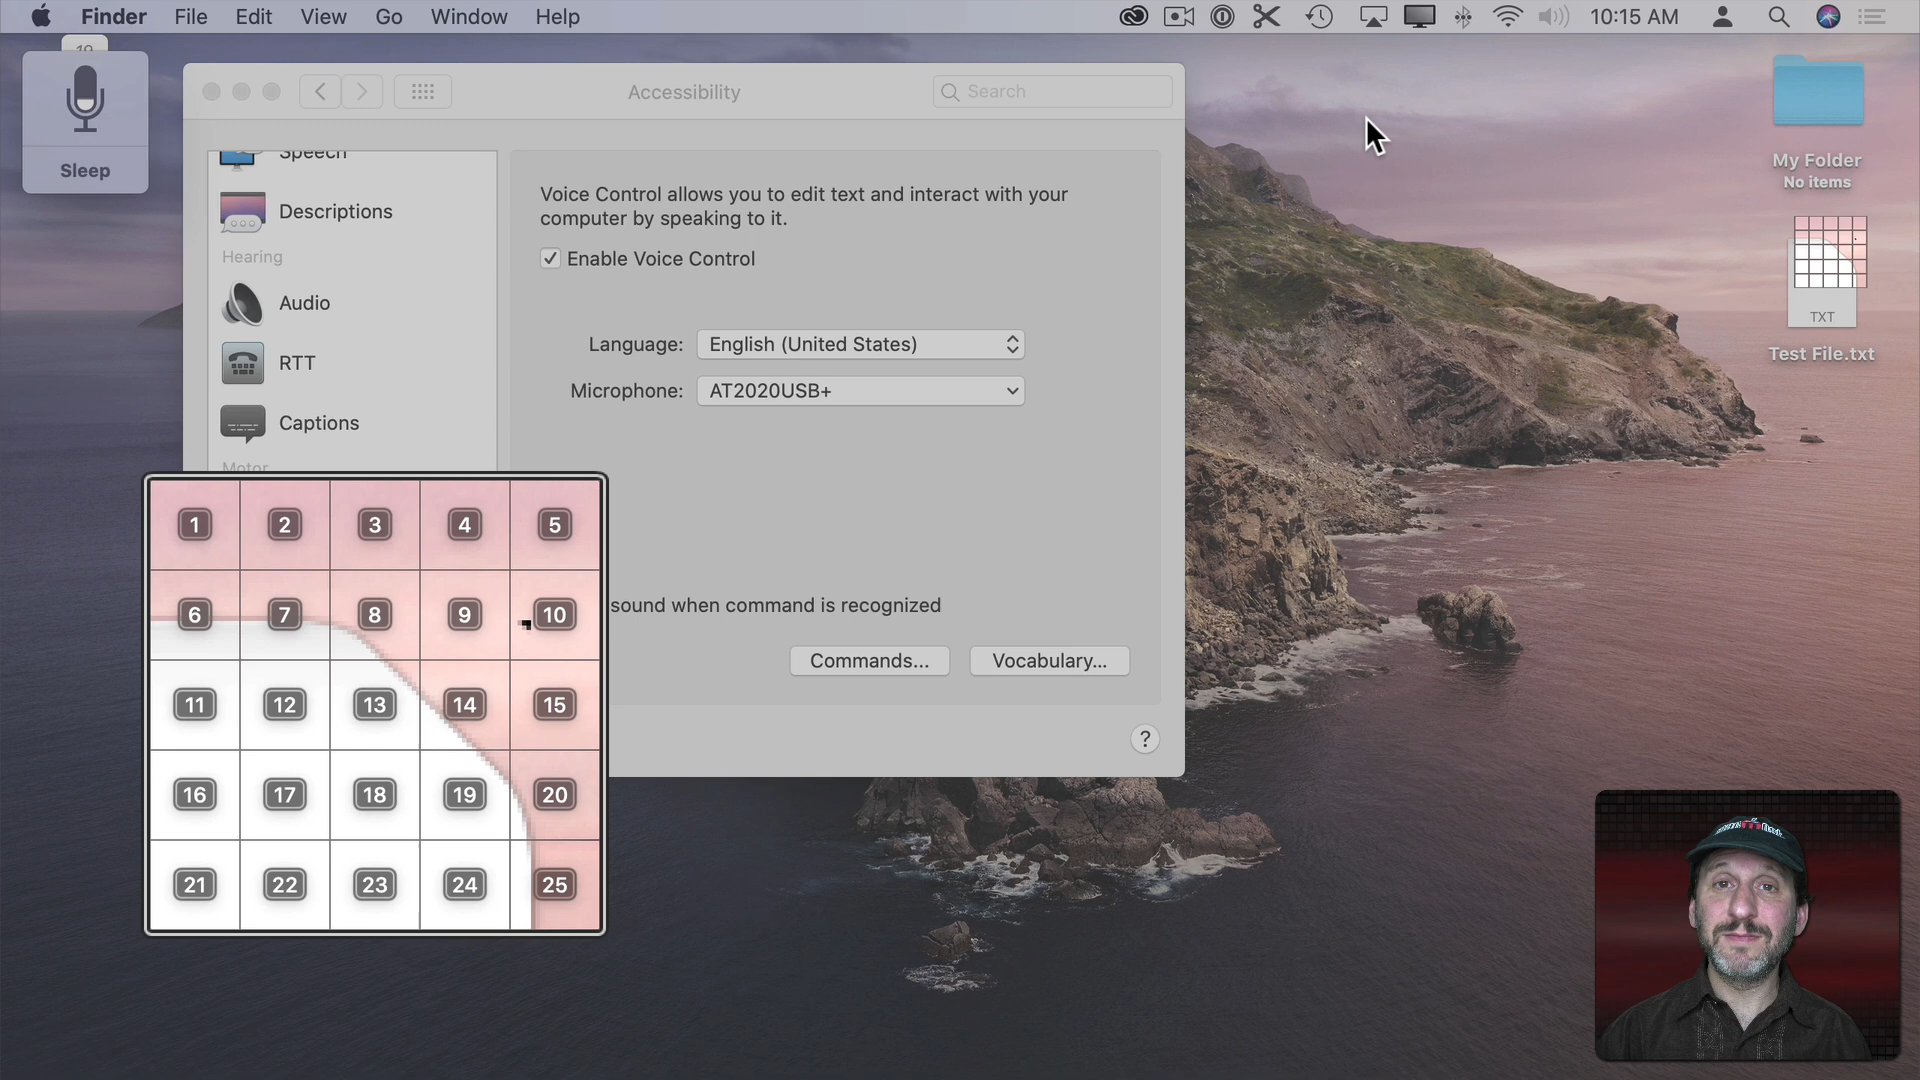 Finder File Edit View Go Window Help 10:15 AM
Sleep
Accessibility
Search
Speech
Descriptions
Hearing
Audio
RTT
Captions
Motor
Voice Control allows you to edit text and interact with your
computer by speaking to it.
Enable Voice Control
Language: English (United States)
Microphone: AT2020USB+
sound when command is recognized
Commands... Vocabulary...
?
1 2 3 4 5
6 7 8 9 10
11 12 13 14 15
16 17 18 19 20
21 22 23 24 25
My Folder
No items
TXT
Test File.txt